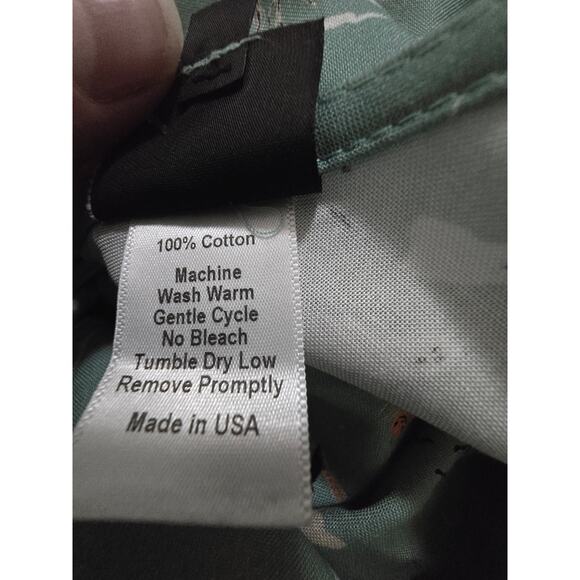 100% Cotton
Machine
Wash Warm
Gentle Cycle
No Bleach
Tumble Dry Low
Remove Promptly
Made in USA